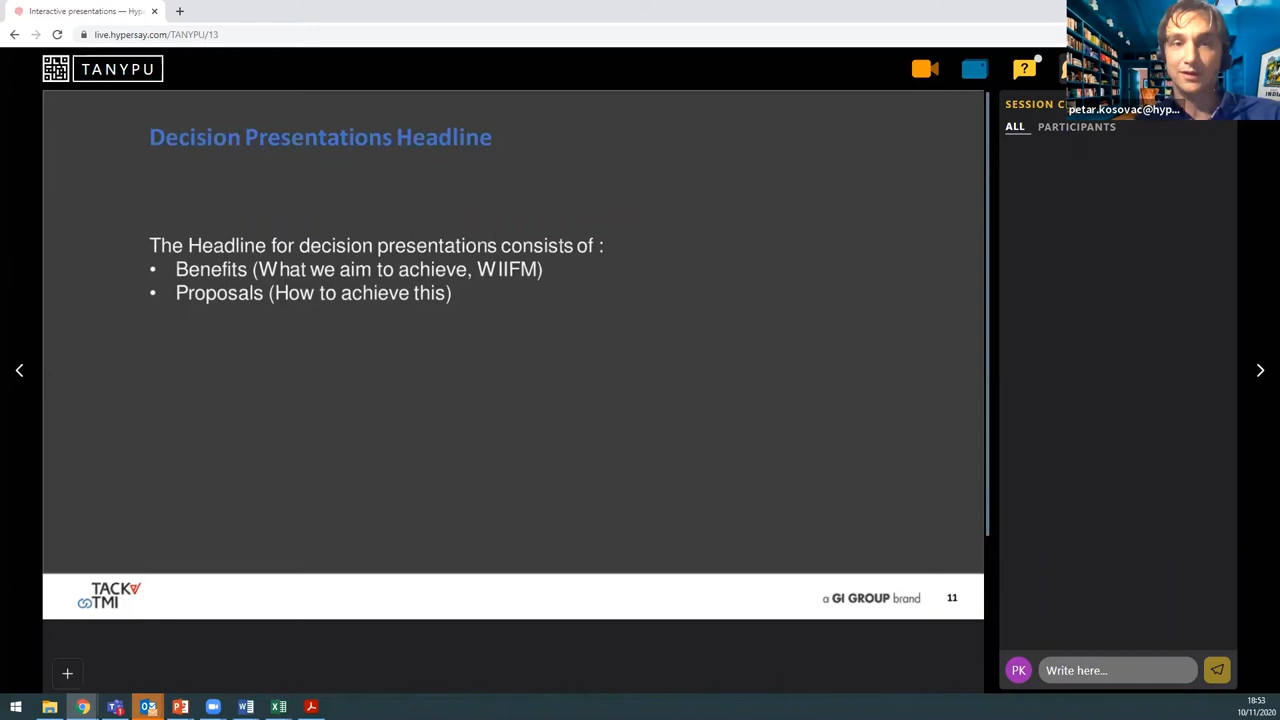 Interactive presentations — Hyp
live.hypersay.com/TANYPU/13
TANYPU
?
SESSION C
petar.kosovac@hyp...
ALL PARTICIPANTS
Decision Presentations Headline
The Headline for decision presentations consists of :
• Benefits (What we aim to achieve, WIIFM)
• Proposals (How to achieve this)
TACK
TMI
a GI GROUP brand
11
PK
Write here...
18:53
10/11/2020